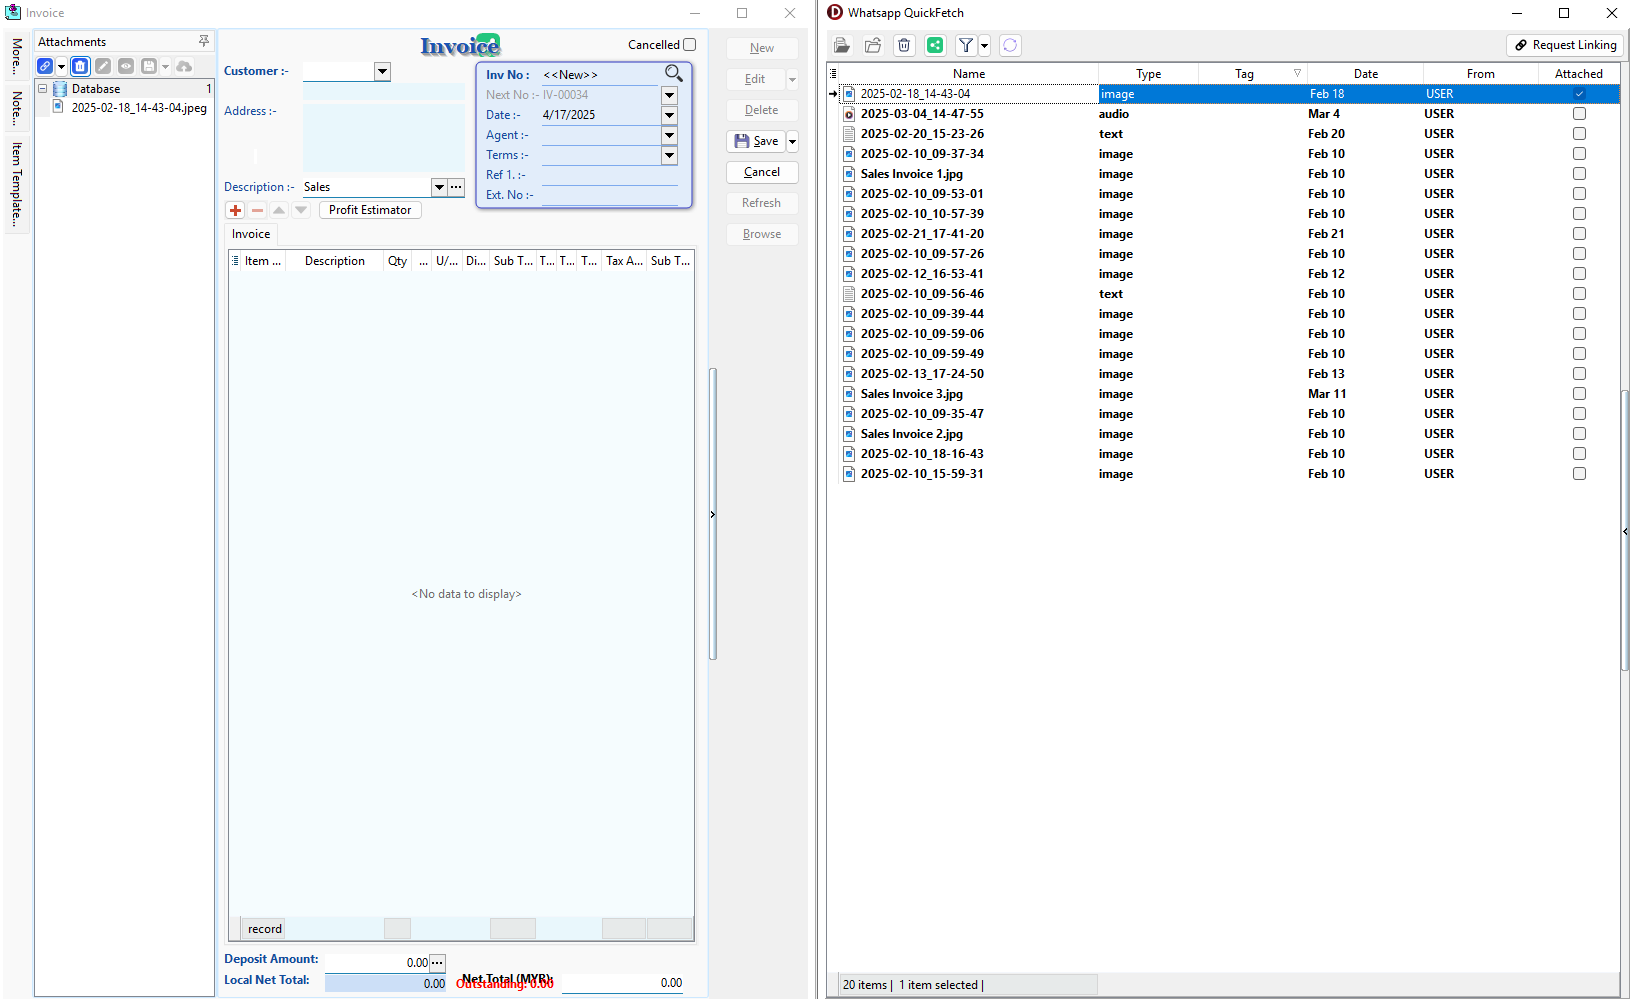 Invoice
More...
Note...
Item Template...
Attachments
Database 1
2025-02-18_14-43-04.jpeg
Invoice
Cancelled
Customer :-
Address :-
Description :- Sales
Inv No : <<New>>
Next No :- IV-00034
Date :- 4/17/2025
Agent :-
Terms :-
Ref 1. :-
Ext. No :-
Profit Estimator
Invoice
Item ... Description Qty ... U/... Di... Sub T... T... T... T... Tax A... Sub T...
<No data to display>
record
Deposit Amount: 0.00
Local Net Total: 0.00
Net Total (MYR): 0.00
Outstanding: 0.00
New
Edit
Delete
Save
Cancel
Refresh
Browse
Whatsapp QuickFetch
Request Linking
Name Type Tag Date From Attached
2025-02-18_14-43-04 image Feb 18 USER
2025-03-04_14-47-55 audio Mar 4 USER
2025-02-20_15-23-26 text Feb 20 USER
2025-02-10_09-37-34 image Feb 10 USER
Sales Invoice 1.jpg image Feb 10 USER
2025-02-10_09-53-01 image Feb 10 USER
2025-02-10_10-57-39 image Feb 10 USER
2025-02-21_17-41-20 image Feb 21 USER
2025-02-10_09-57-26 image Feb 10 USER
2025-02-12_16-53-41 image Feb 12 USER
2025-02-10_09-56-46 text Feb 10 USER
2025-02-10_09-39-44 image Feb 10 USER
2025-02-10_09-59-06 image Feb 10 USER
2025-02-10_09-59-49 image Feb 10 USER
2025-02-13_17-24-50 image Feb 13 USER
Sales Invoice 3.jpg image Mar 11 USER
2025-02-10_09-35-47 image Feb 10 USER
Sales Invoice 2.jpg image Feb 10 USER
2025-02-10_18-16-43 image Feb 10 USER
2025-02-10_15-59-31 image Feb 10 USER
20 items | 1 item selected |